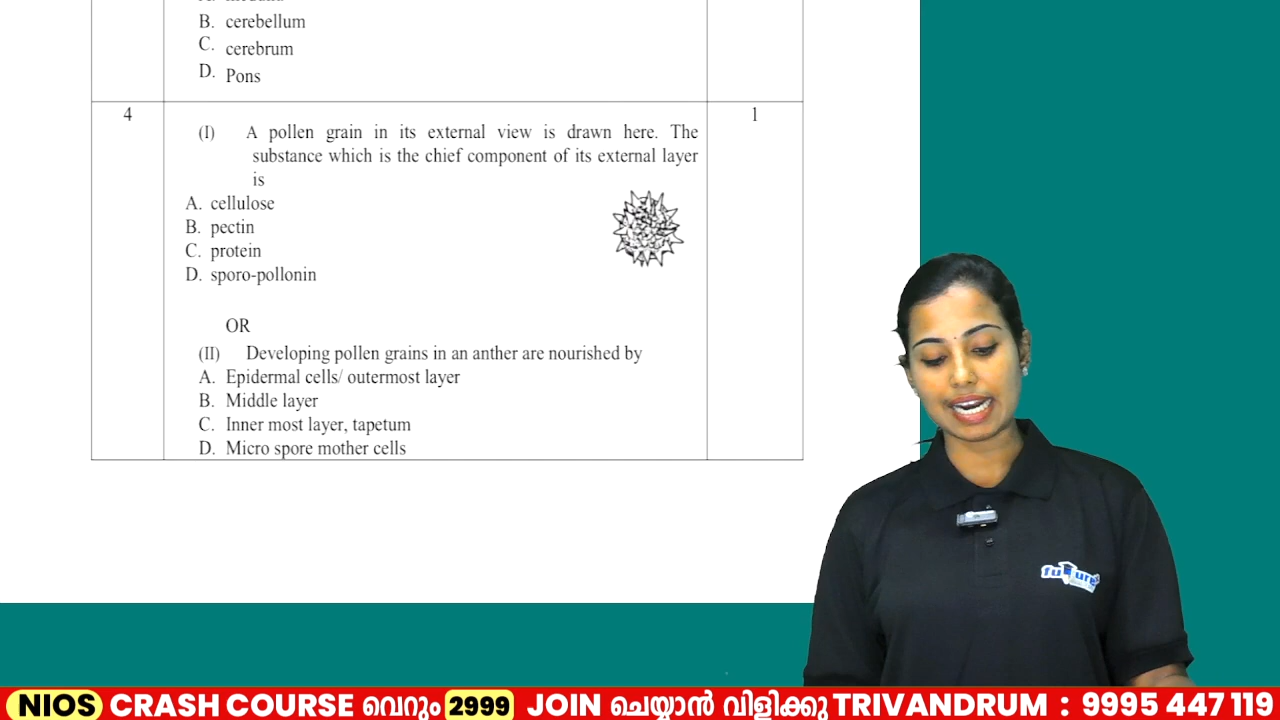 B. cerebellum
C. cerebrum
D. Pons
4
1
(I) A pollen grain in its external view is drawn here. The
substance which is the chief component of its external layer
is
A. cellulose
B. pectin
C. protein
D. sporo-pollonin
OR
(II) Developing pollen grains in an anther are nourished by
A. Epidermal cells/ outermost layer
B. Middle layer
C. Inner most layer, tapetum
D. Micro spore mother cells
NIOS CRASH COURSE വെറും 2999 JOIN ചെയ്യാൻ വിളിക്കു TRIVANDRUM : 9995 447 119